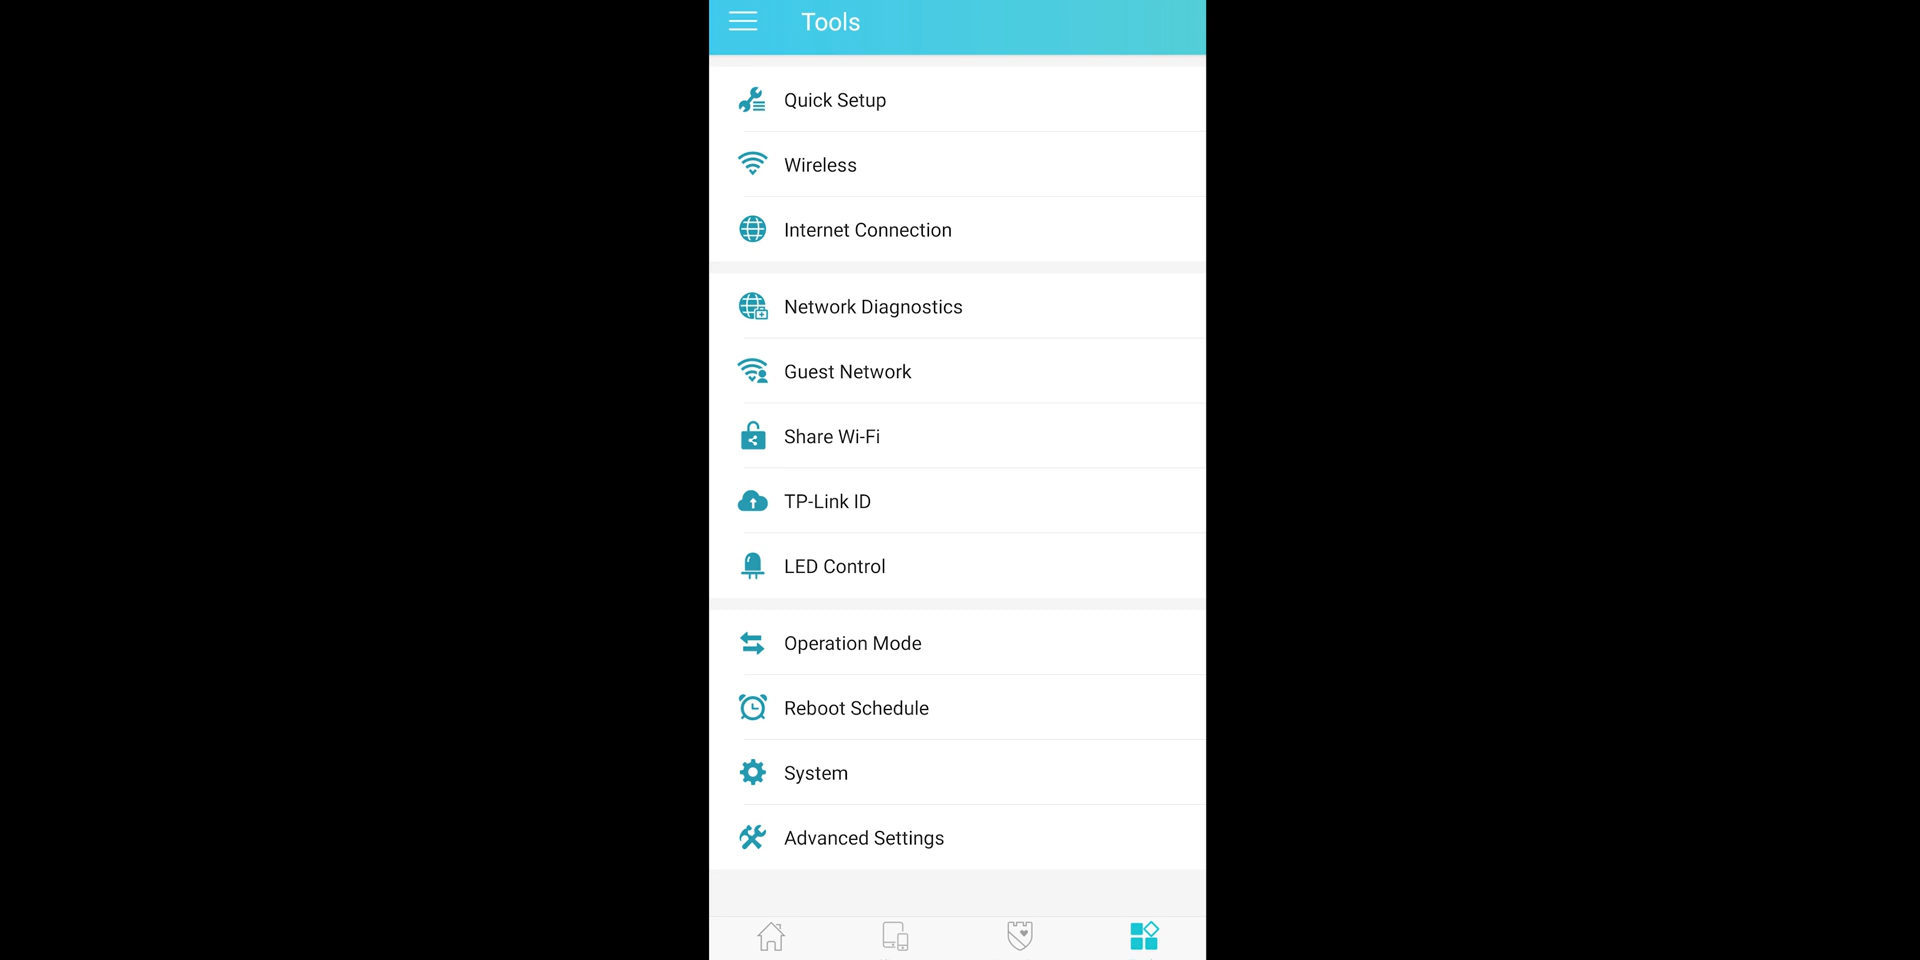 Tools
Quick Setup
Wireless
Internet Connection
Network Diagnostics
Guest Network
Share Wi-Fi
TP-Link ID
LED Control
Operation Mode
Reboot Schedule
System
Advanced Settings